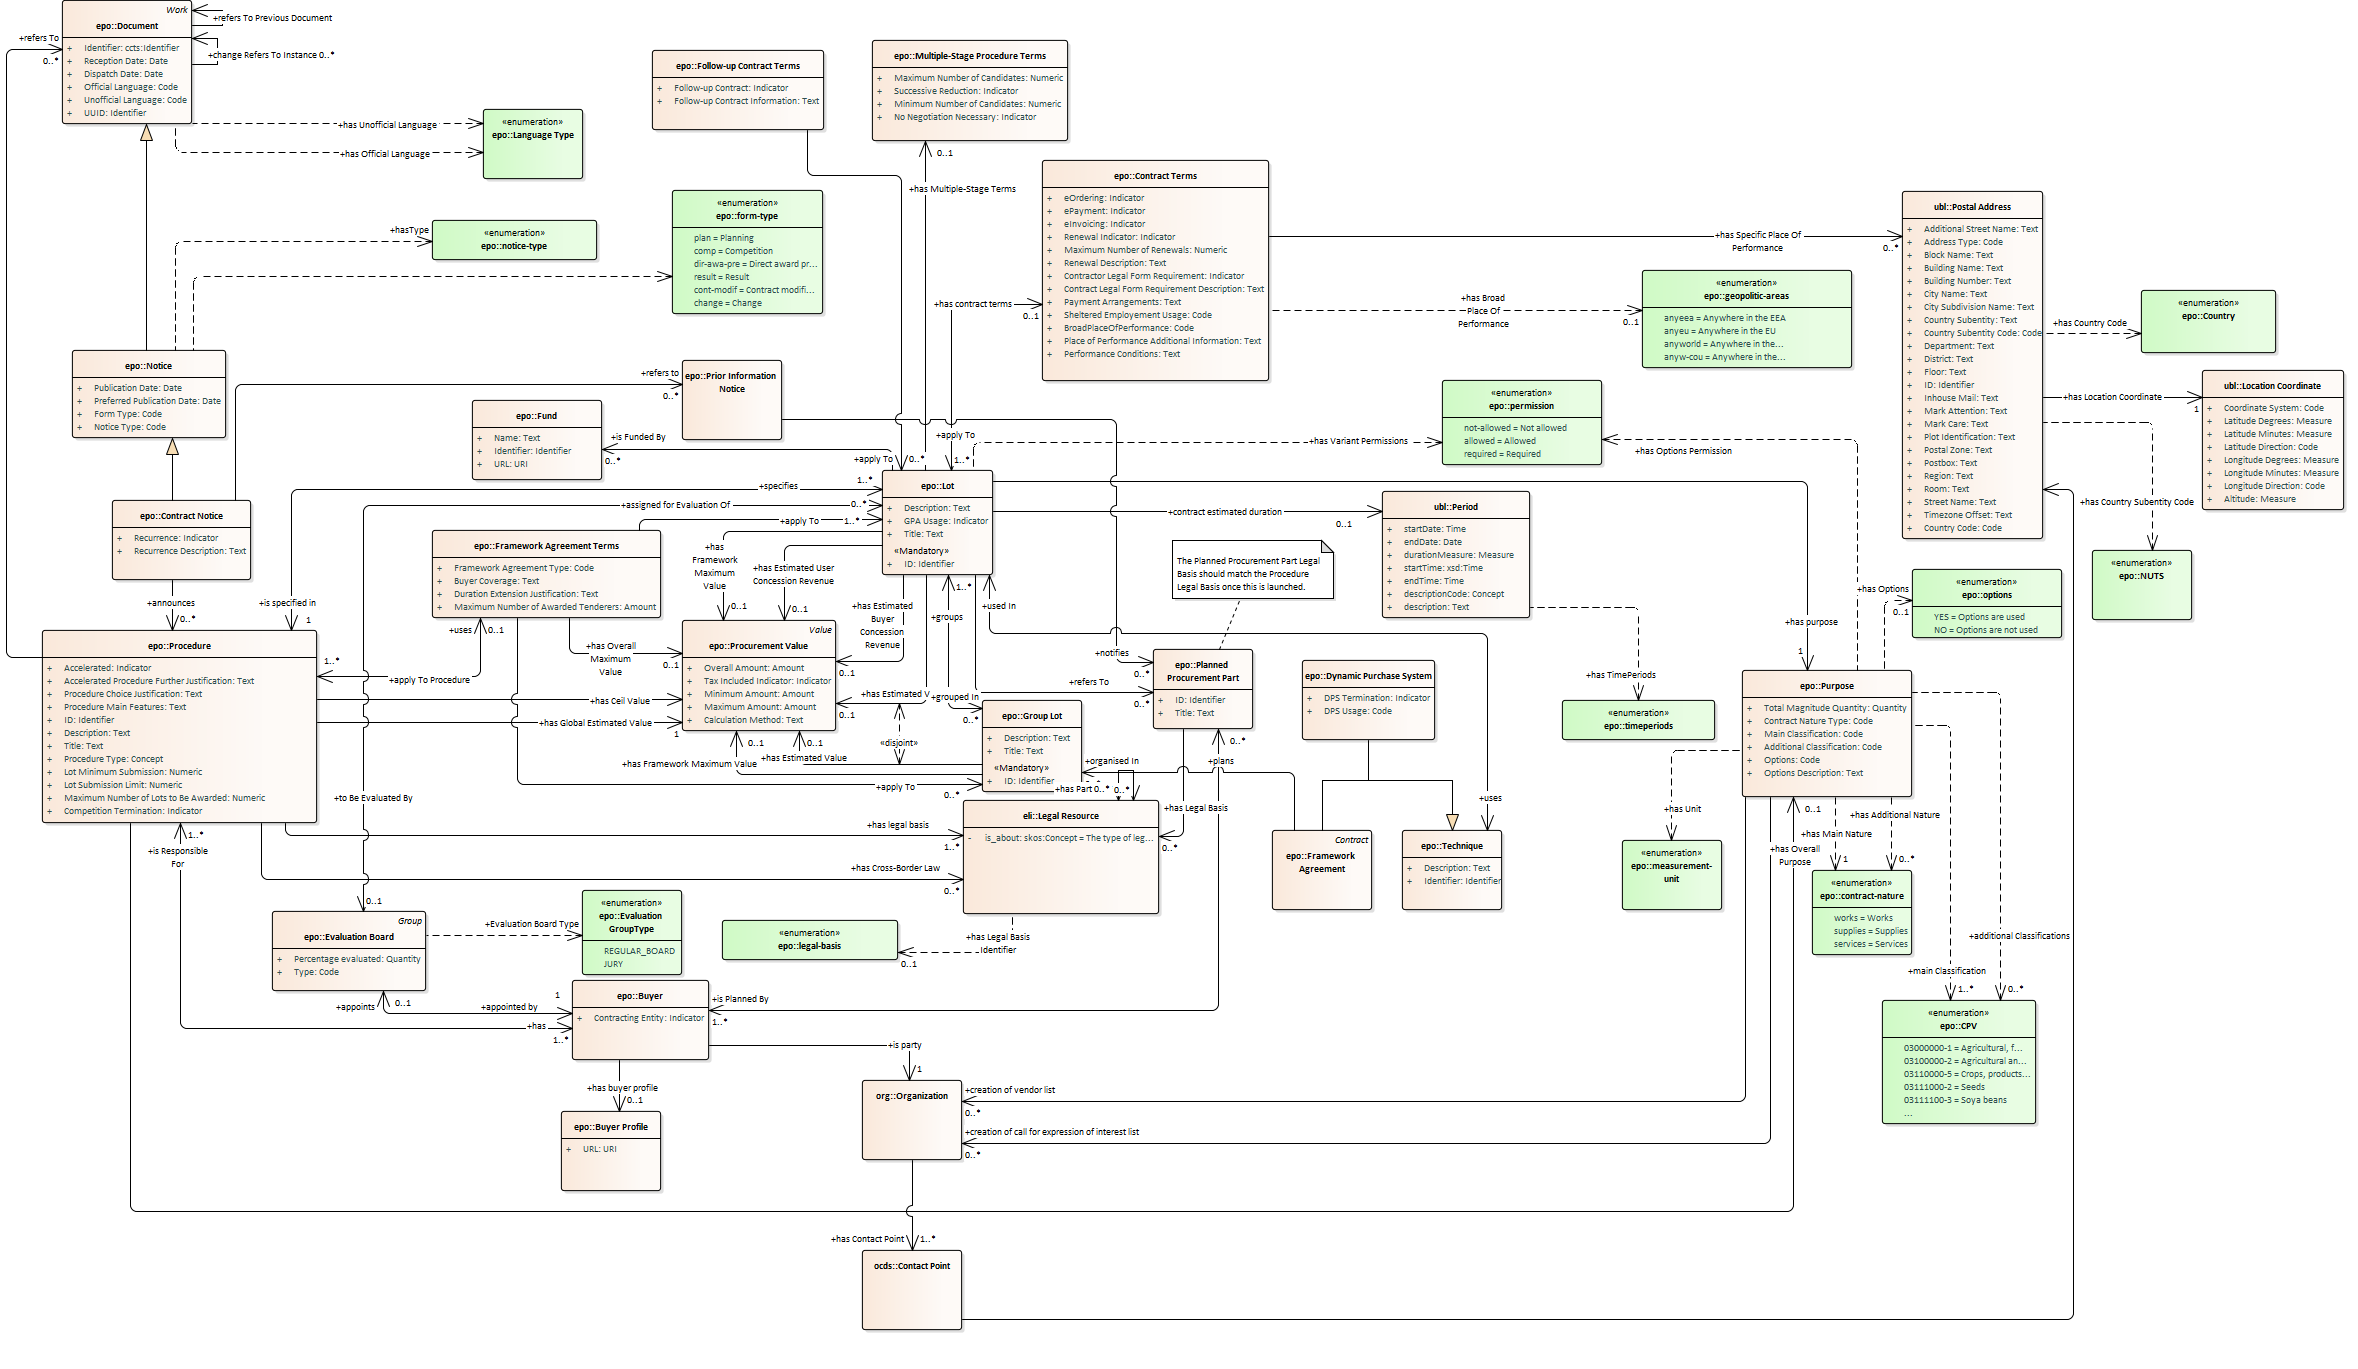 Work
epo::Document
+ Identifier: ccts:Identifier
+ Reception Date: Date
+ Dispatch Date: Date
+ Official Language: Code
+ Unofficial Language: Code
+ UUID: Identifier
+refers To Previous Document
+change Refers To Instance 0..*
+refers To
0..*
+has Unofficial Language
+has Official Language
«enumeration»
epo::Language Type
epo::Follow-up Contract Terms
+ Follow-up Contract: Indicator
+ Follow-up Contract Information: Text
epo::Multiple-Stage Procedure Terms
+ Maximum Number of Candidates: Numeric
+ Successive Reduction: Indicator
+ Minimum Number of Candidates: Numeric
+ No Negotiation Necessary: Indicator
0..1
+has Multiple-Stage Terms
epo::Contract Terms
+ eOrdering: Indicator
+ ePayment: Indicator
+ eInvoicing: Indicator
+ Renewal Indicator: Indicator
+ Maximum Number of Renewals: Numeric
+ Renewal Description: Text
+ Contractor Legal Form Requirement: Indicator
+ Contract Legal Form Requirement Description: Text
+ Payment Arrangements: Text
+ Sheltered Employement Usage: Code
+ BroadPlaceOfPerformance: Code
+ Place of Performance Additional Information: Text
+ Performance Conditions: Text
+has contract terms
0..1
+has Specific Place Of
Performance
0..*
+has Broad
Place Of
Performance
0..1
«enumeration»
epo::geopolitic-areas
anyeea = Anywhere in the EEA
anyeu = Anywhere in the EU
anyworld = Anywhere in the...
anyw-cou = Anywhere in the...
ubl::Postal Address
+ Additional Street Name: Text
+ Address Type: Code
+ Block Name: Text
+ Building Name: Text
+ Building Number: Text
+ City Name: Text
+ City Subdivision Name: Text
+ Country Subentity: Text
+ Country Subentity Code: Code
+ Department: Text
+ District: Text
+ Floor: Text
+ ID: Identifier
+ Inhouse Mail: Text
+ Mark Attention: Text
+ Mark Care: Text
+ Plot Identification: Text
+ Postal Zone: Text
+ Postbox: Text
+ Region: Text
+ Room: Text
+ Street Name: Text
+ Timezone Offset: Text
+ Country Code: Code
+has Country Code
«enumeration»
epo::Country
+has Location Coordinate
1
ubl::Location Coordinate
+ Coordinate System: Code
+ Latitude Degrees: Measure
+ Latitude Minutes: Measure
+ Latitude Direction: Code
+ Longitude Degrees: Measure
+ Longitude Minutes: Measure
+ Longitude Direction: Code
+ Altitude: Measure
+has Country Subentity Code
«enumeration»
epo::NUTS
+hasType
«enumeration»
epo::notice-type
«enumeration»
epo::form-type
plan = Planning
comp = Competition
dir-awa-pre = Direct award pr...
result = Result
cont-modif = Contract modifi...
change = Change
epo::Notice
+ Publication Date: Date
+ Preferred Publication Date: Date
+ Form Type: Code
+ Notice Type: Code
+refers to
0..*
epo::Prior Information
Notice
epo::Fund
+ Name: Text
+ Identifier: Identifier
+ URL: URI
+is Funded By
0..*
«enumeration»
epo::permission
not-allowed = Not allowed
allowed = Allowed
required = Required
+has Variant Permissions
+has Options Permission
epo::Contract Notice
+ Recurrence: Indicator
+ Recurrence Description: Text
+announces
0..*
+is specified in
1
+specifies
1..*
+assigned for Evaluation Of
0..*
+apply To
1..*
+apply To
0..*
+apply To
1..*
epo::Lot
+ Description: Text
+ GPA Usage: Indicator
+ Title: Text
«Mandatory»
+ ID: Identifier
+contract estimated duration
0..1
ubl::Period
+ startDate: Time
+ endDate: Date
+ durationMeasure: Measure
+ startTime: xsd:Time
+ endTime: Time
+ descriptionCode: Concept
+ description: Text
The Planned Procurement Part Legal
Basis should match the Procedure
Legal Basis once this is launched.
epo::Framework Agreement Terms
+ Framework Agreement Type: Code
+ Buyer Coverage: Text
+ Duration Extension Justification: Text
+ Maximum Number of Awarded Tenderers: Amount
+has
Framework
Maximum
Value
0..1
+has Estimated User
Concession Revenue
0..1
+has Estimated
Buyer
Concession
Revenue
0..1
+groups
1..*
+used In
+uses
0..1
+has Overall
Maximum
Value
0..1
1..*
+apply To Procedure
+has Ceil Value
+has Global Estimated Value
1
Value
epo::Procurement Value
+ Overall Amount: Amount
+ Tax Included Indicator: Indicator
+ Minimum Amount: Amount
+ Maximum Amount: Amount
+ Calculation Method: Text
+has Estimated V
0..1
+grouped In
0..*
«disjoint»
0..1
0..1
+has Framework Maximum Value
+has Estimated Value
epo::Procedure
+ Accelerated: Indicator
+ Accelerated Procedure Further Justification: Text
+ Procedure Choice Justification: Text
+ Procedure Main Features: Text
+ ID: Identifier
+ Description: Text
+ Title: Text
+ Procedure Type: Concept
+ Lot Minimum Submission: Numeric
+ Lot Submission Limit: Numeric
+ Maximum Number of Lots to Be Awarded: Numeric
+ Competition Termination: Indicator
+to Be Evaluated By
+notifies
0..*
+refers To
0..*
epo::Planned
Procurement Part
+ ID: Identifier
+ Title: Text
0..*
+plans
epo::Group Lot
+ Description: Text
+ Title: Text
«Mandatory»
+ ID: Identifier
+organised In
+apply To
0..*
+has Part 0..*
0..*
+has Legal Basis
0..*
epo::Dynamic Purchase System
+ DPS Termination: Indicator
+ DPS Usage: Code
+uses
+has TimePeriods
«enumeration»
epo::timeperiods
+has purpose
1
+has Options
0..1
«enumeration»
epo::options
YES = Options are used
NO = Options are not used
epo::Purpose
+ Total Magnitude Quantity: Quantity
+ Contract Nature Type: Code
+ Main Classification: Code
+ Additional Classification: Code
+ Options: Code
+ Options Description: Text
+has Unit
«enumeration»
epo::measurement-
unit
0..1
+has Overall
Purpose
+has Main Nature
1
+has Additional Nature
0..*
«enumeration»
epo::contract-nature
works = Works
supplies = Supplies
services = Services
+additional Classifications
+main Classification
1..*
0..*
«enumeration»
epo::CPV
03000000-1 = Agricultural, f...
03100000-2 = Agricultural an...
03110000-5 = Crops, products...
03111000-2 = Seeds
03111100-3 = Soya beans
...
+has legal basis
1..*
+has Cross-Border Law
0..*
eli::Legal Resource
- is_about: skos:Concept = The type of leg...
Contract
epo::Framework
Agreement
epo::Technique
+ Description: Text
+ Identifier: Identifier
1..*
+is Responsible
For
0..1
Group
epo::Evaluation Board
+ Percentage evaluated: Quantity
+ Type: Code
+Evaluation Board Type
«enumeration»
epo::Evaluation
GroupType
REGULAR_BOARD
JURY
«enumeration»
epo::legal-basis
+has Legal Basis
Identifier
0..1
+appoints
0..1
1
+appointed by
+has
1..*
epo::Buyer
+ Contracting Entity: Indicator
+is Planned By
1..*
+is party
1
+has buyer profile
0..1
epo::Buyer Profile
+ URL: URI
org::Organization
+creation of vendor list
0..*
+creation of call for expression of interest list
0..*
+has Contact Point
1..*
ocds::Contact Point